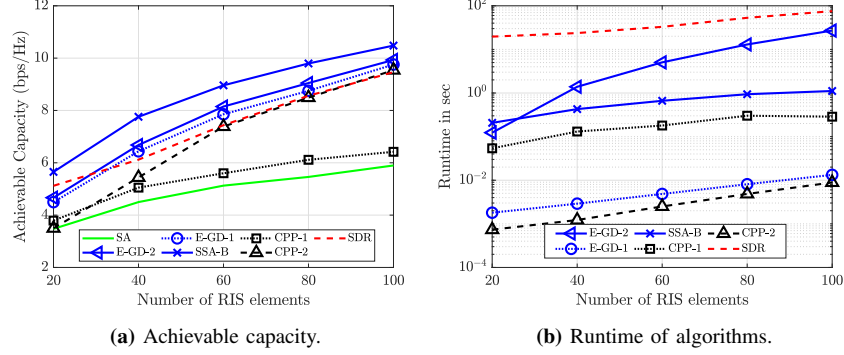 12
10
8
6
4
2
Achievable Capacity (bps/Hz)
SA E-GD-1 CPP-1 SDR
E-GD-2 SSA-B CPP-2
20 40 60 80 100
Number of RIS elements
(a) Achievable capacity.
10^2
10^0
10^−2
10^−4
Runtime in sec
E-GD-2 SSA-B CPP-2
E-GD-1 CPP-1 SDR
20 40 60 80 100
Number of RIS elements
(b) Runtime of algorithms.